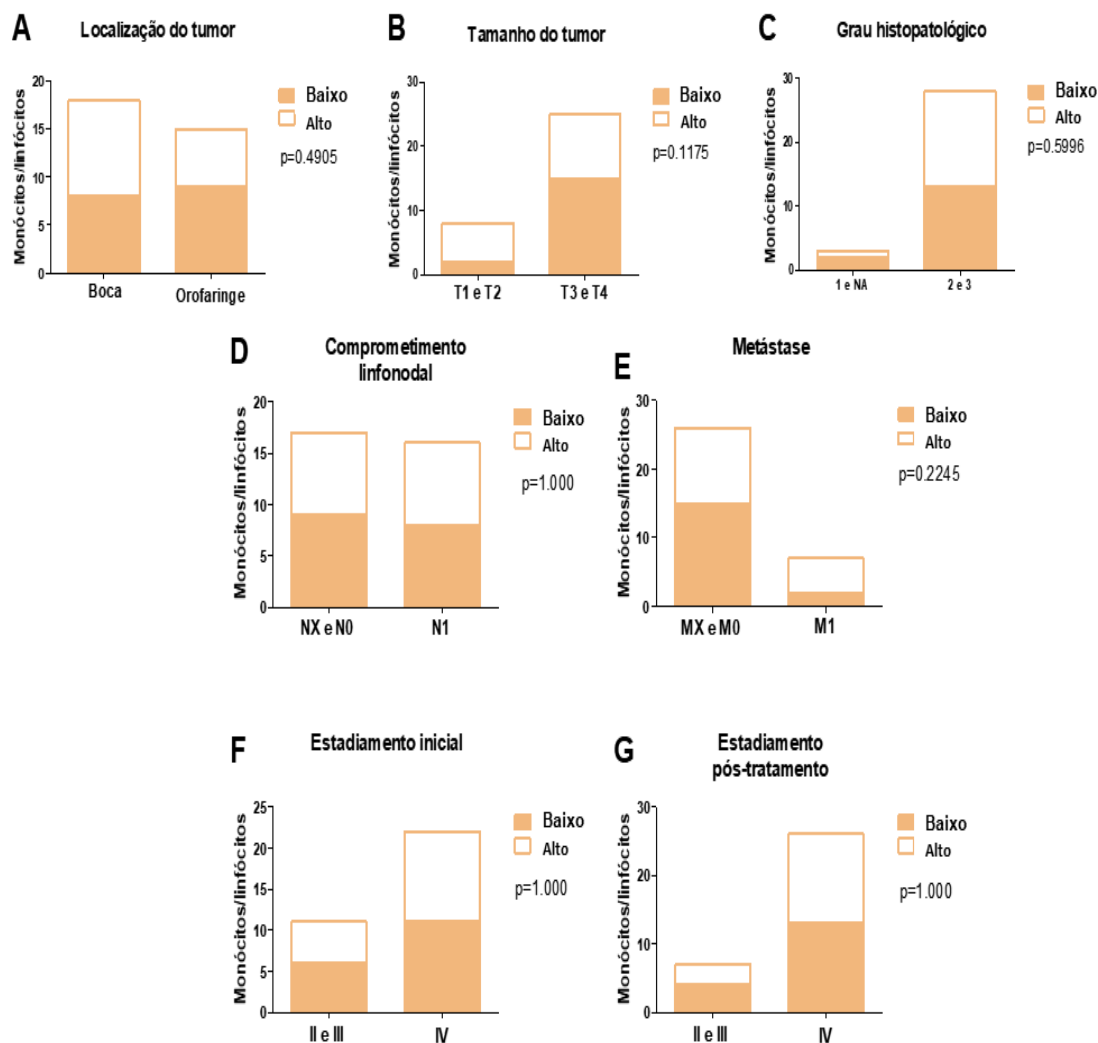 A
Localização do tumor
Monócitos/linfócitos
20
15
10
5
0
Boca
Orofaringe
Baixo
Alto
p=0.4905
B
Tamanho do tumor
Monócitos/linfócitos
30
20
10
0
T1 e T2
T3 e T4
Baixo
Alto
p=0.1175
C
Grau histopatológico
Monócitos/linfócitos
30
20
10
0
1 e NA
2 e 3
Baixo
Alto
p=0.5996
D
Comprometimento
linfonodal
Monócitos/linfócitos
20
15
10
5
0
NX e N0
N1
Baixo
Alto
p=1.000
E
Metástase
Monócitos/linfócitos
30
20
10
0
MX e M0
M1
Baixo
Alto
p=0.2245
F
Estadiamento inicial
Monócitos/linfócitos
25
20
15
10
5
0
II e III
IV
Baixo
Alto
p=1.000
G
Estadiamento
pós-tratamento
Monócitos/linfócitos
30
20
10
0
II e III
IV
Baixo
Alto
p=1.000